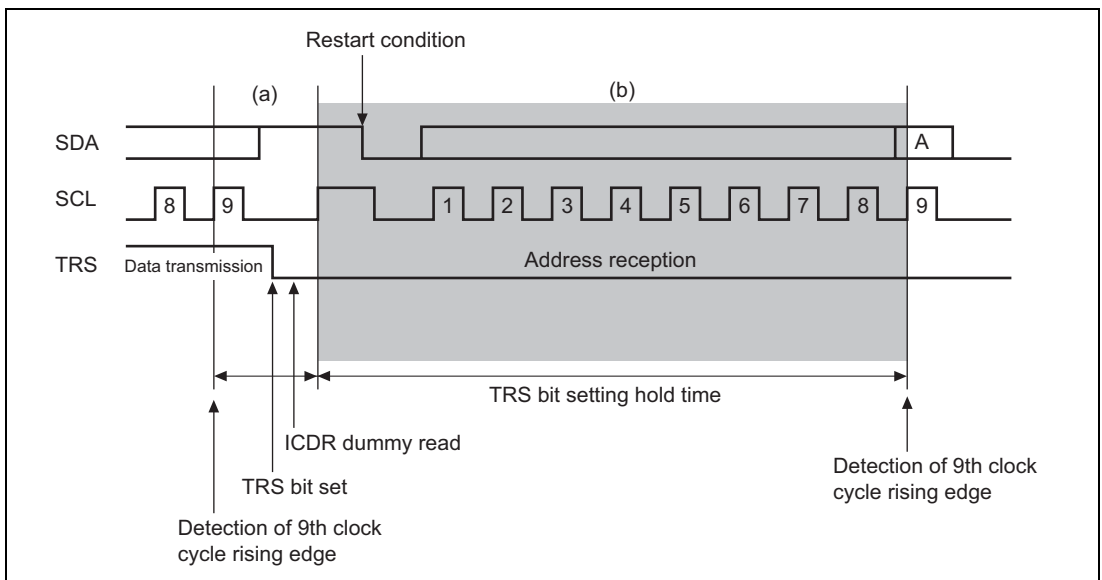 Restart condition
(a)
(b)
SDA
A
SCL
8
9
1
2
3
4
5
6
7
8
9
TRS
Data transmission
Address reception
TRS bit setting hold time
ICDR dummy read
TRS bit set
Detection of 9th clock
cycle rising edge
Detection of 9th clock
cycle rising edge